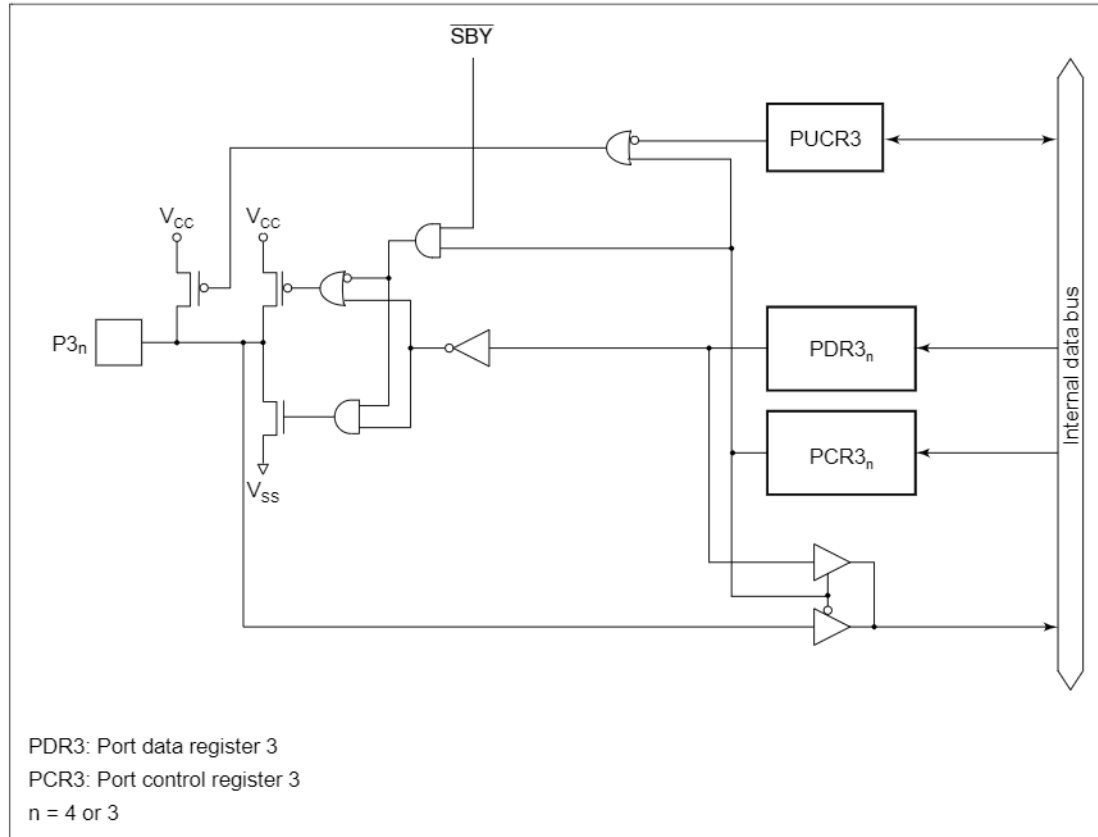 SBY
PUCR3
VCC
VCC
P3n
PDR3n
PCR3n
VSS
Internal data bus
PDR3: Port data register 3
PCR3: Port control register 3
n = 4 or 3